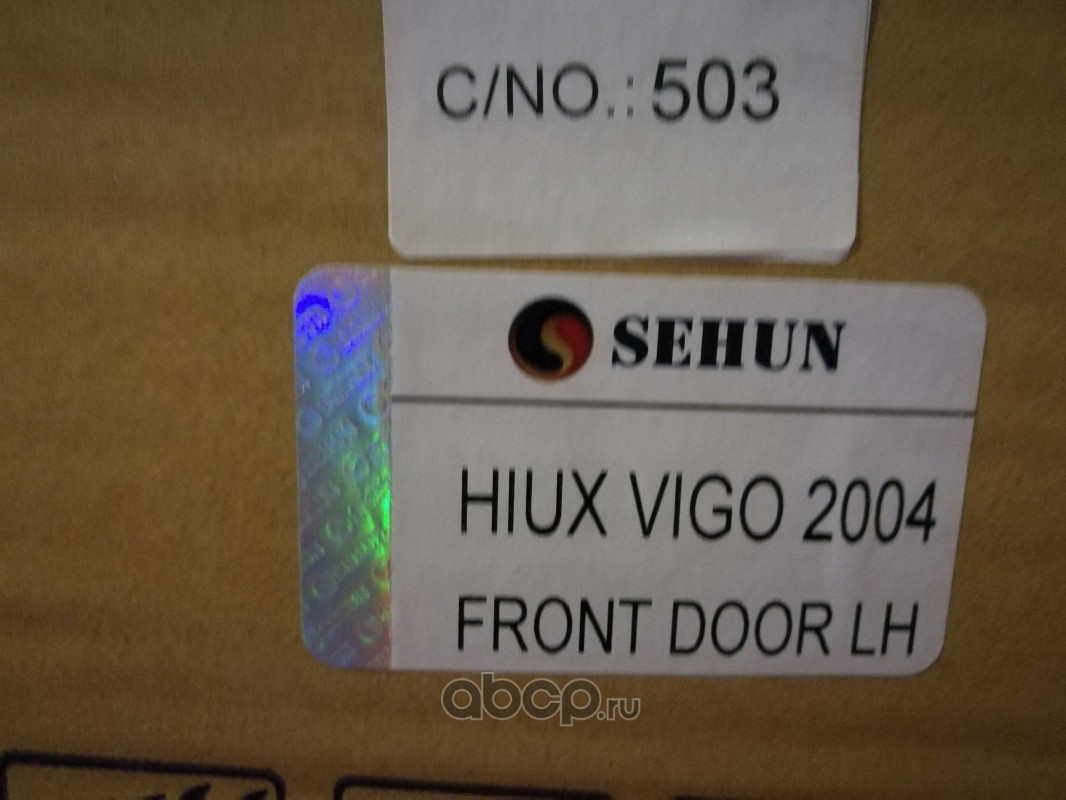 C/NO.: 503
SEHUN
HIUX VIGO 2004
FRONT DOOR LH
abcp.ru